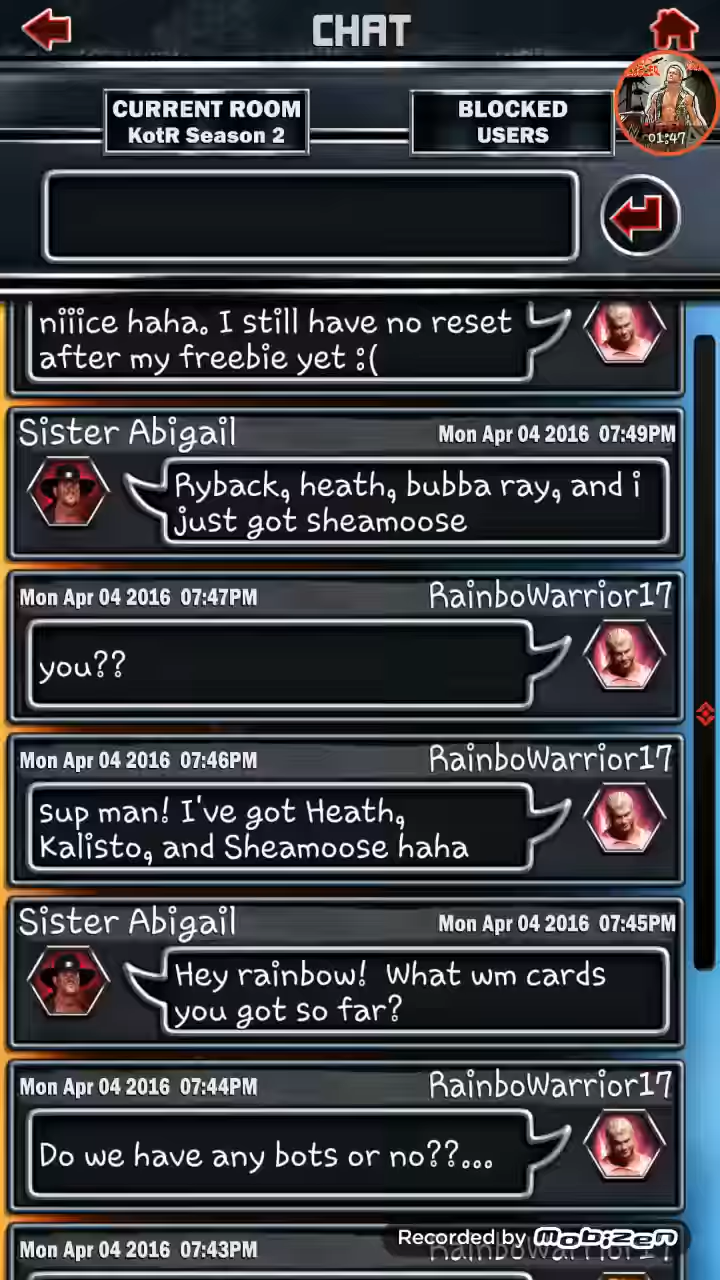 CHAT
CURRENT ROOM
KotR Season 2
BLOCKED
USERS
01:47
niiice haha. I still have no reset
after my freebie yet :(
Sister Abigail
Mon Apr 04 2016 07:49PM
Ryback, heath, bubba ray, and i
just got sheamoose
Mon Apr 04 2016 07:47PM
RainboWarrior17
you??
Mon Apr 04 2016 07:46PM
RainboWarrior17
sup man! I've got Heath,
Kalisto, and Sheamoose haha
Sister Abigail
Mon Apr 04 2016 07:45PM
Hey rainbow! What wm cards
you got so far?
Mon Apr 04 2016 07:44PM
RainboWarrior17
Do we have any bots or no??...
Recorded by Mobizen
Mon Apr 04 2016 07:43PM
RainboWarrior17